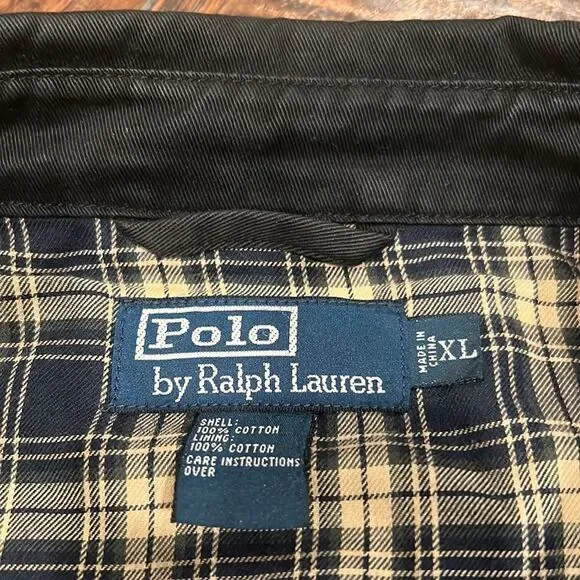 Polo
by Ralph Lauren
MADE IN
CHINA
XL
SHELL:
100% COTTON
LINING:
100% COTTON
CARE INSTRUCTIONS
OVER